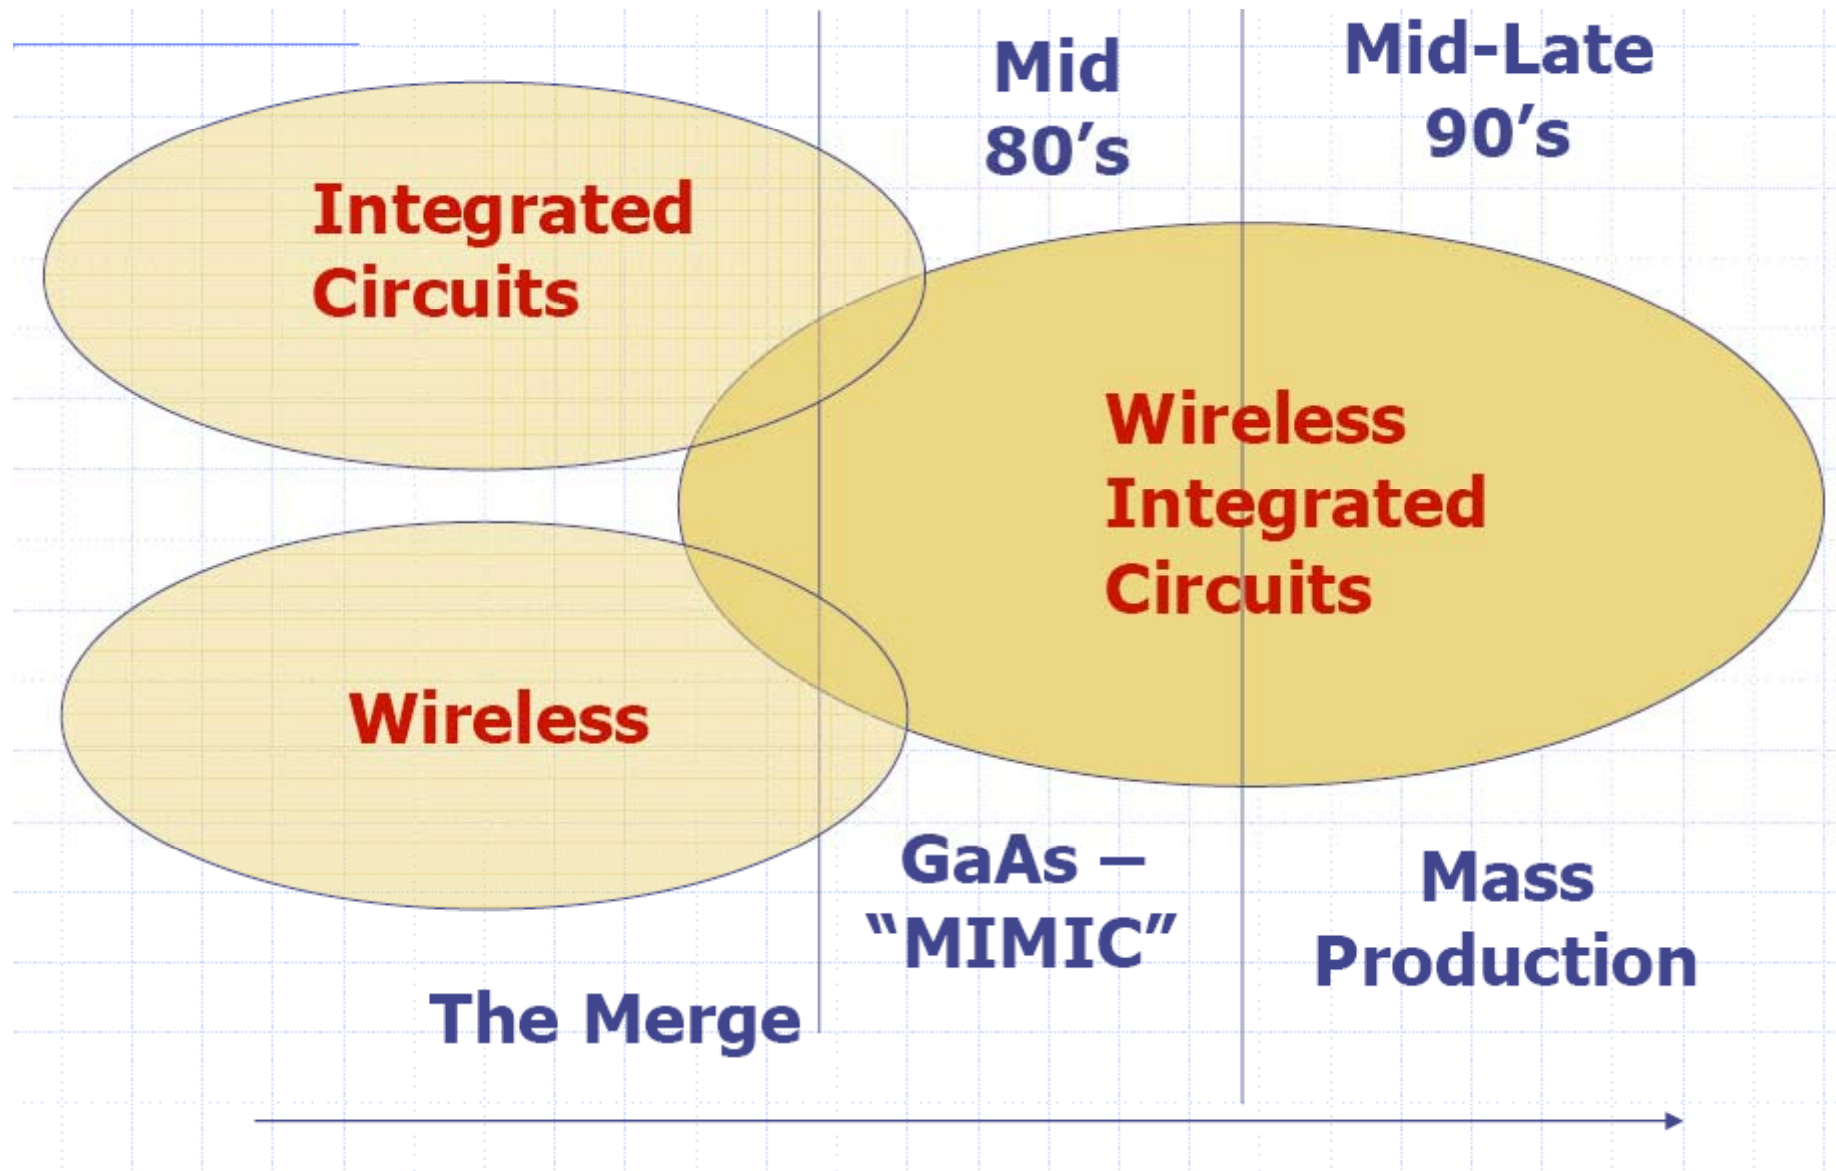 Mid
80’s
Mid-Late
90’s
Integrated
Circuits
Wireless
Integrated
Circuits
Wireless
GaAs –
“MIMIC”
Mass
Production
The Merge